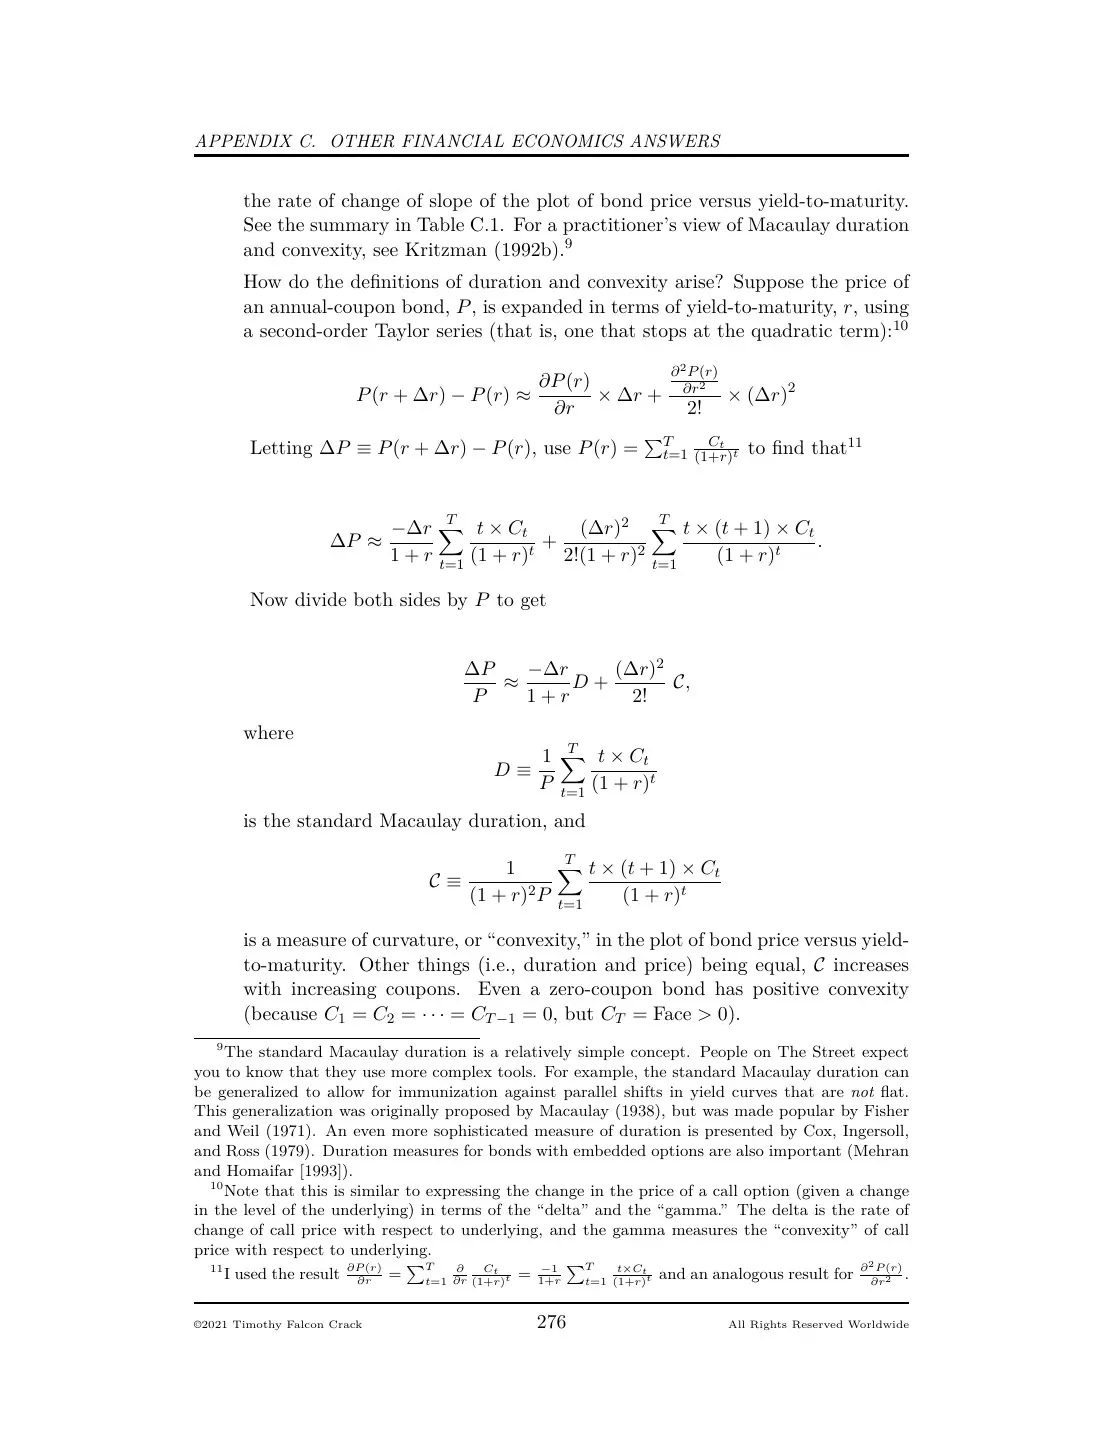 APPENDIX C. OTHER FINANCIAL ECONOMICS ANSWERS
the rate of change of slope of the plot of bond price versus yield-to-maturity.
See the summary in Table C.1. For a practitioner's view of Macaulay duration
and convexity, see Kritzman (1992b).⁹
How do the definitions of duration and convexity arise? Suppose the price of
an annual-coupon bond, P, is expanded in terms of yield-to-maturity, r, using
a second-order Taylor series (that is, one that stops at the quadratic term):¹⁰
P(r + Δr) − P(r) ≈ ∂P(r)/∂r × Δr + (∂²P(r)/∂r²)/2! × (Δr)²
Letting ΔP ≡ P(r + Δr) − P(r), use P(r) = ∑_{t=1}^{T} C_t/(1+r)^t to find that¹¹
ΔP ≈ −Δr/(1 + r) ∑_{t=1}^{T} (t × C_t)/(1 + r)^t + (Δr)²/(2!(1 + r)²) ∑_{t=1}^{T} (t × (t + 1) × C_t)/(1 + r)^t.
Now divide both sides by P to get
ΔP/P ≈ −Δr/(1 + r) D + (Δr)²/2! 𝒞,
where
D ≡ 1/P ∑_{t=1}^{T} (t × C_t)/(1 + r)^t
is the standard Macaulay duration, and
𝒞 ≡ 1/((1 + r)²P) ∑_{t=1}^{T} (t × (t + 1) × C_t)/(1 + r)^t
is a measure of curvature, or “convexity,” in the plot of bond price versus yield-
to-maturity. Other things (i.e., duration and price) being equal, 𝒞 increases
with increasing coupons. Even a zero-coupon bond has positive convexity
(because C₁ = C₂ = · · · = C_{T−1} = 0, but C_T = Face > 0).
⁹The standard Macaulay duration is a relatively simple concept. People on The Street expect
you to know that they use more complex tools. For example, the standard Macaulay duration can
be generalized to allow for immunization against parallel shifts in yield curves that are not flat.
This generalization was originally proposed by Macaulay (1938), but was made popular by Fisher
and Weil (1971). An even more sophisticated measure of duration is presented by Cox, Ingersoll,
and Ross (1979). Duration measures for bonds with embedded options are also important (Mehran
and Homaifar [1993]).
¹⁰Note that this is similar to expressing the change in the price of a call option (given a change
in the level of the underlying) in terms of the “delta” and the “gamma.” The delta is the rate of
change of call price with respect to underlying, and the gamma measures the “convexity” of call
price with respect to underlying.
¹¹I used the result ∂P(r)/∂r = ∑_{t=1}^{T} ∂/∂r C_t/(1+r)^t = −1/(1+r) ∑_{t=1}^{T} (t×C_t)/(1+r)^t and an analogous result for ∂²P(r)/∂r².
©2021 Timothy Falcon Crack 276 All Rights Reserved Worldwide